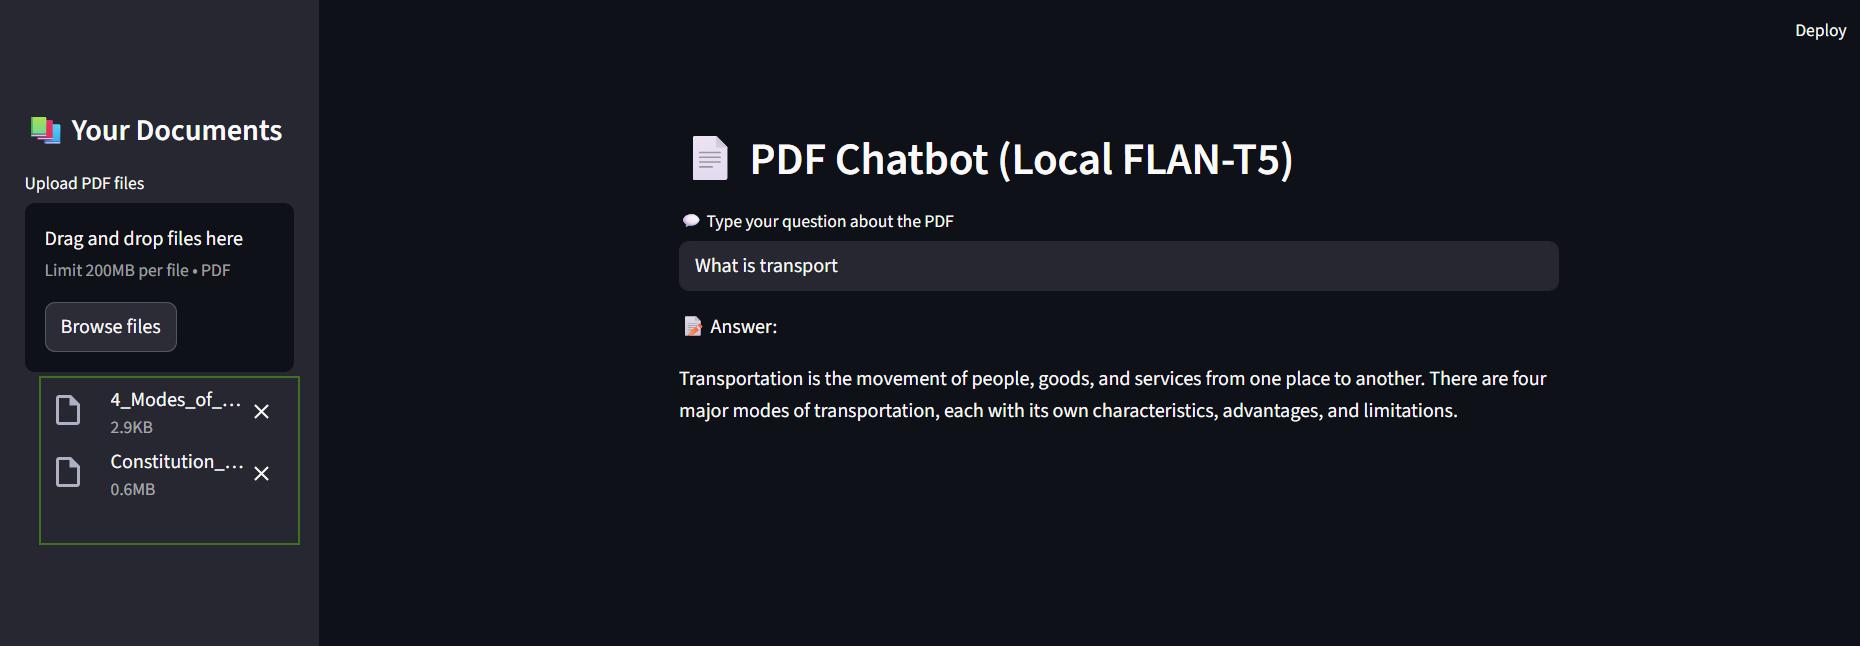 Deploy
Your Documents
Upload PDF files
Drag and drop files here
Limit 200MB per file • PDF
Browse files
4_Modes_of_...
2.9KB
Constitution_...
0.6MB
PDF Chatbot (Local FLAN-T5)
Type your question about the PDF
What is transport
Answer:
Transportation is the movement of people, goods, and services from one place to another. There are four
major modes of transportation, each with its own characteristics, advantages, and limitations.